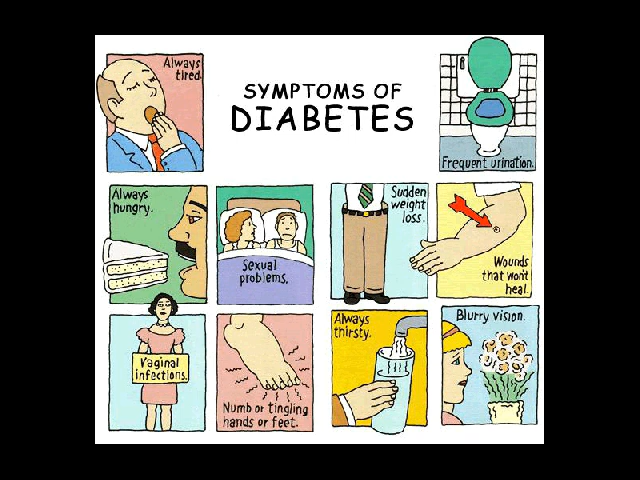 Always
tired.
SYMPTOMS OF
DIABETES
Frequent urination.
Always
hungry.
Sexual
problems.
Sudden
weight
loss.
Wounds
that won't
heal.
Vaginal
infections.
Numb or tingling
hands or feet.
Always
thirsty.
Blurry vision.